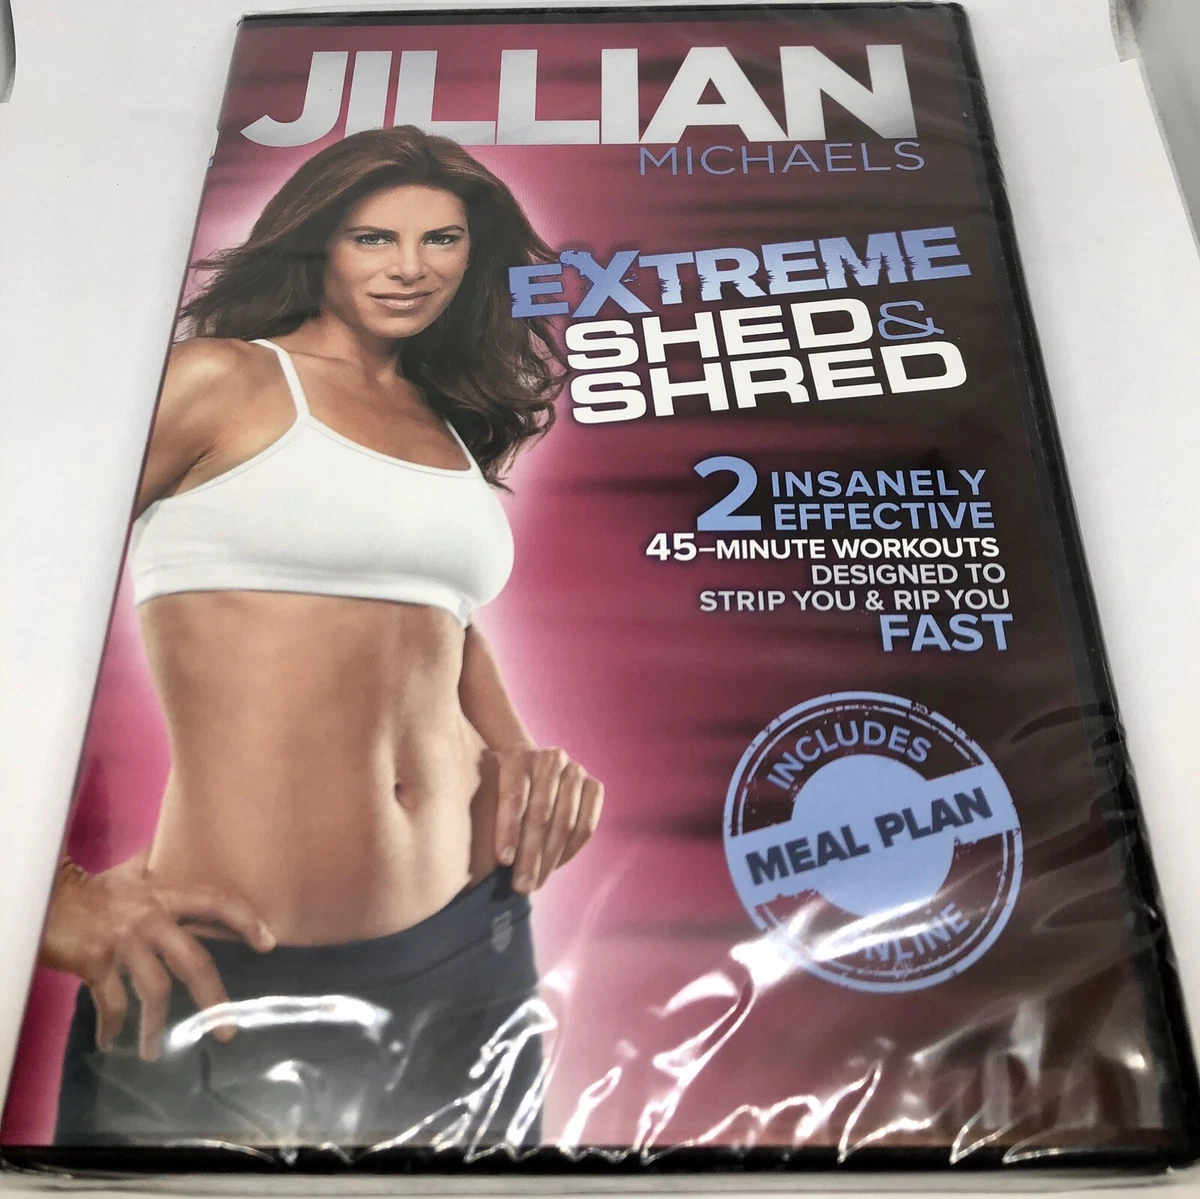 JILLIAN
MICHAELS
EXTREME
SHED &
SHRED
2 INSANELY
EFFECTIVE
45-MINUTE WORKOUTS
DESIGNED TO
STRIP YOU & RIP YOU
FAST
INCLUDES
MEAL PLAN
ONLINE